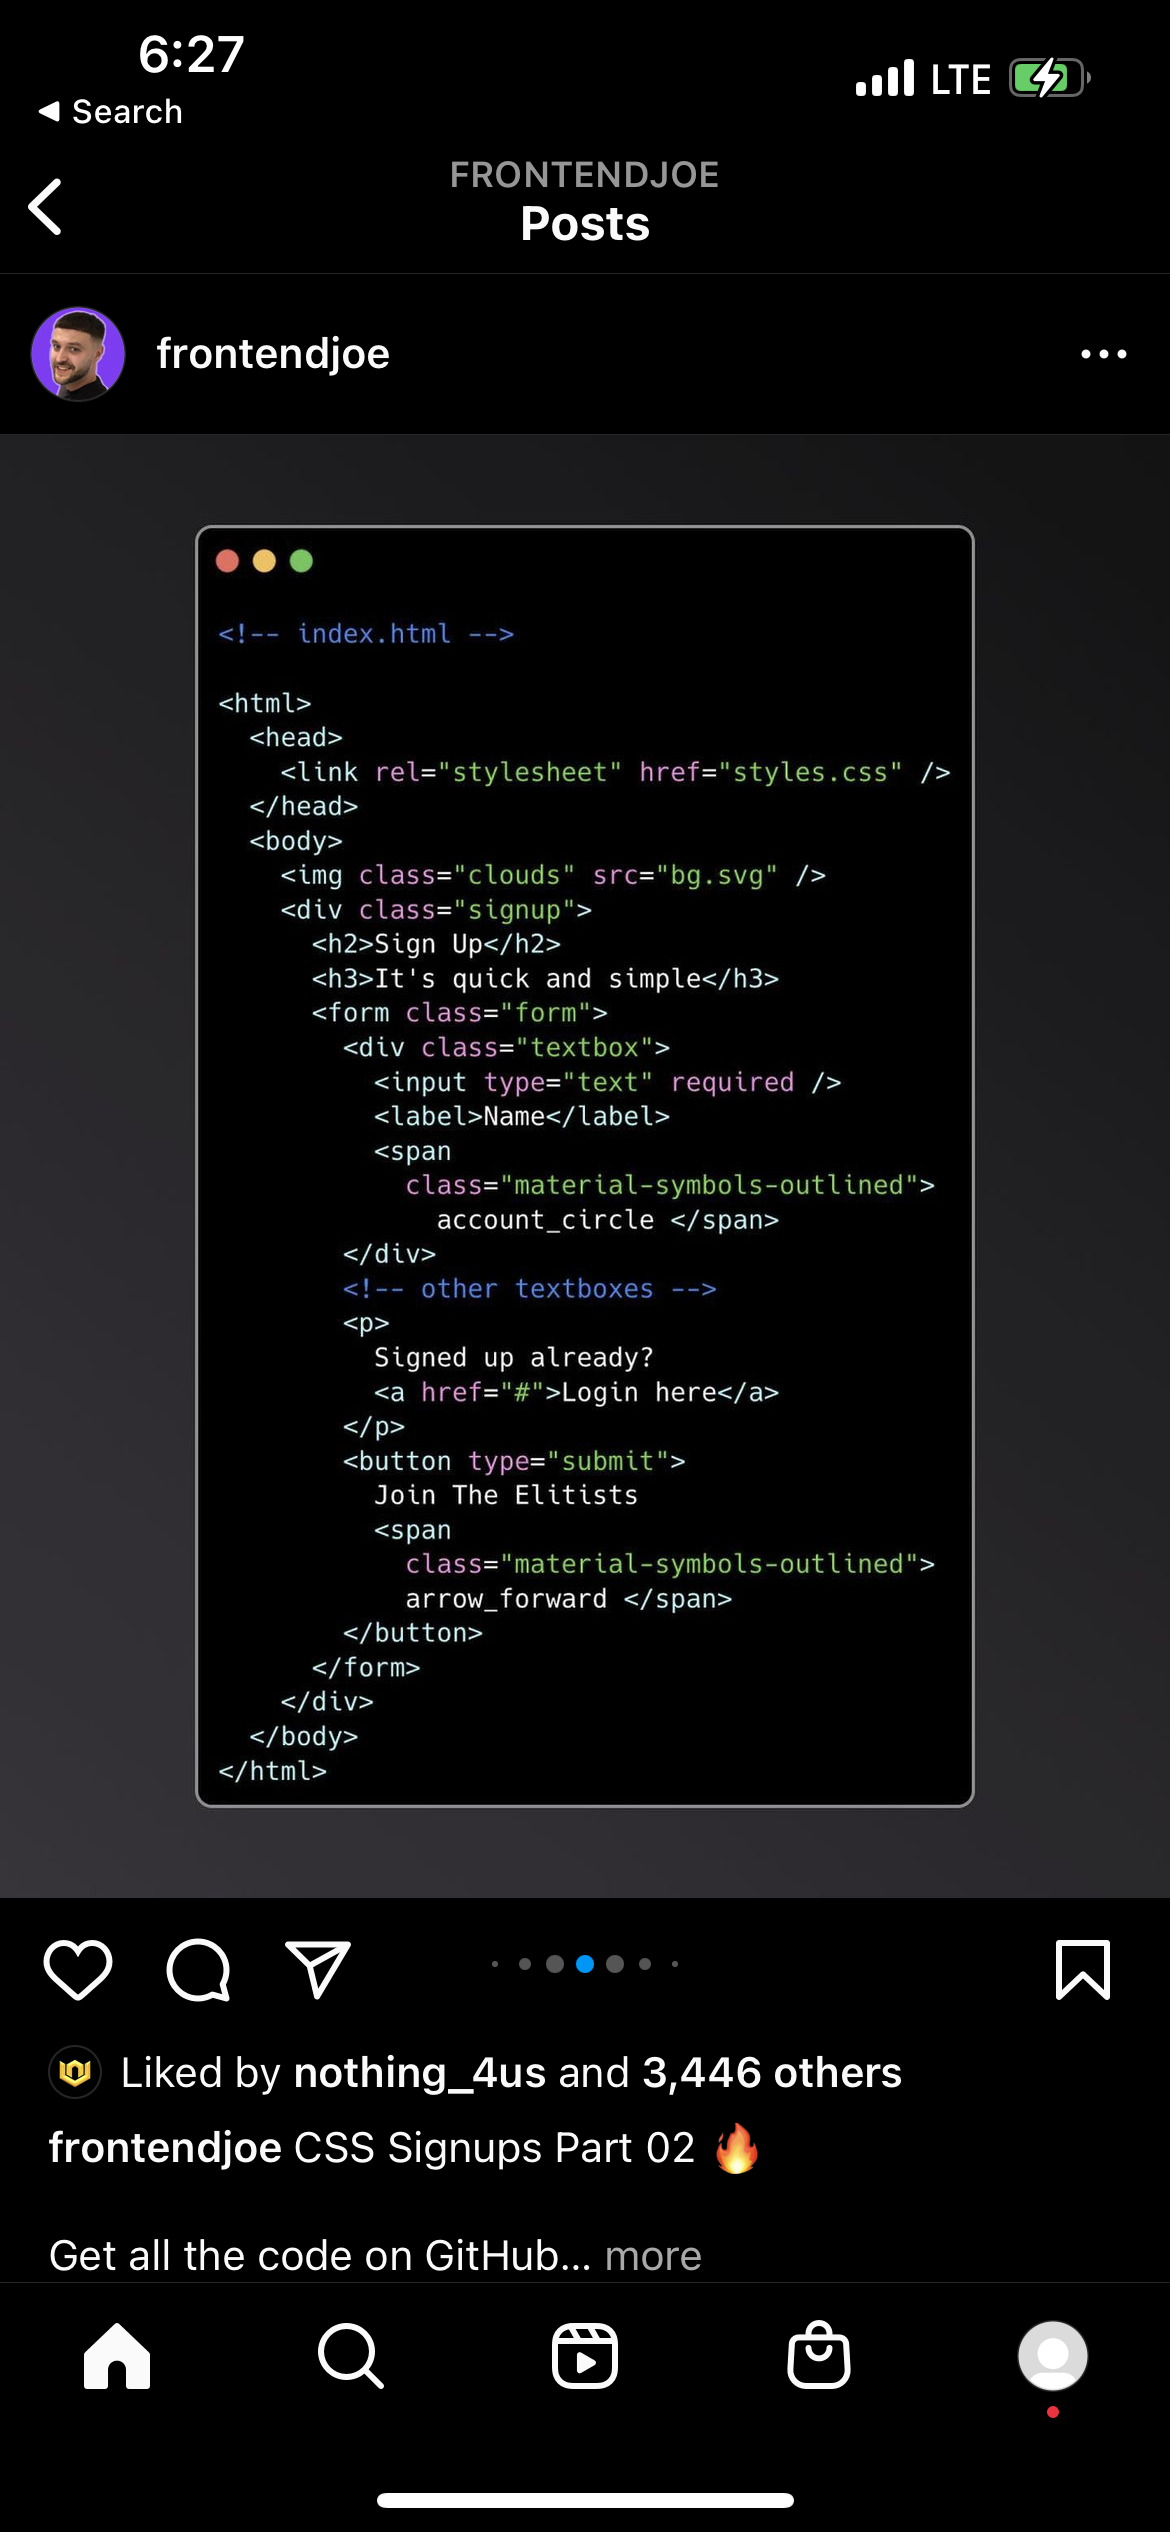 6:27
LTE
Search
FRONTENDJOE
Posts
frontendjoe
<!-- index.html -->
<html>
  <head>
    <link rel="stylesheet" href="styles.css" />
  </head>
  <body>
    <img class="clouds" src="bg.svg" />
    <div class="signup">
      <h2>Sign Up</h2>
      <h3>It's quick and simple</h3>
      <form class="form">
        <div class="textbox">
          <input type="text" required />
          <label>Name</label>
          <span
            class="material-symbols-outlined">
              account_circle </span>
        </div>
        <!-- other textboxes -->
        <p>
          Signed up already?
          <a href="#">Login here</a>
        </p>
        <button type="submit">
          Join The Elitists
          <span
            class="material-symbols-outlined">
            arrow_forward </span>
        </button>
      </form>
    </div>
  </body>
</html>
Liked by nothing_4us and 3,446 others
frontendjoe CSS Signups Part 02 🔥
Get all the code on GitHub... more